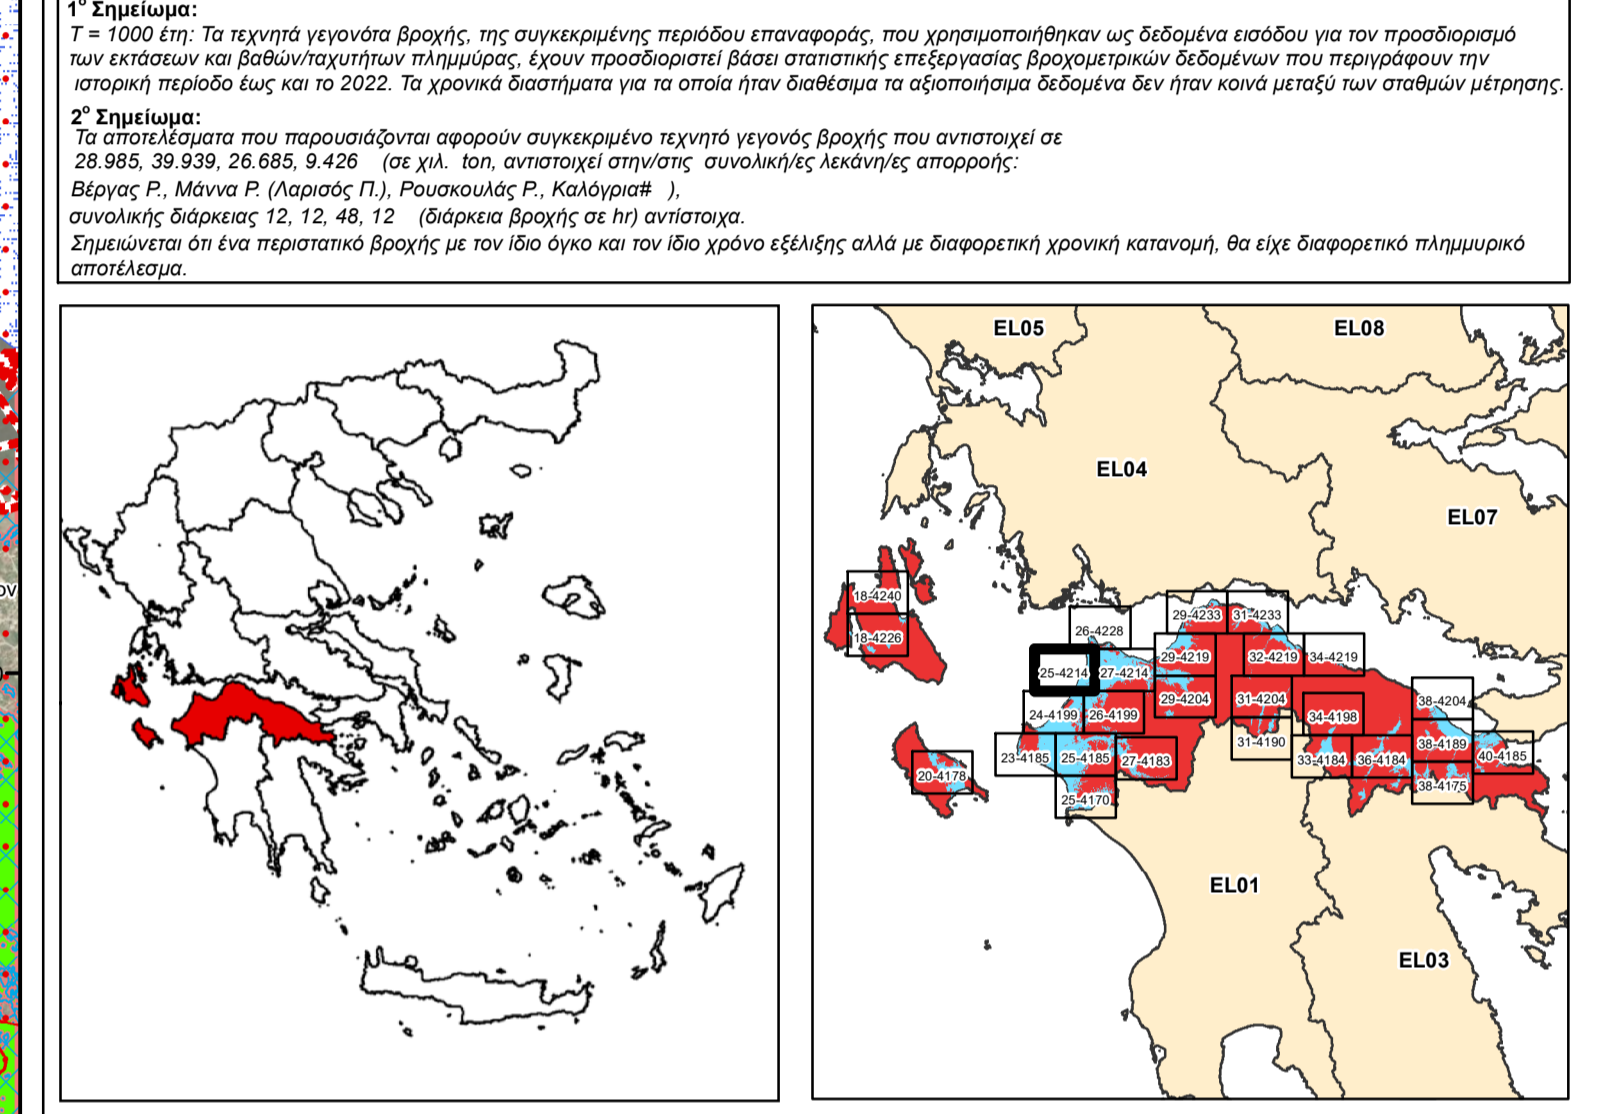 1ο Σημείωμα:
T = 1000 έτη: Τα τεχνητά γεγονότα βροχής, της συγκεκριμένης περιόδου επαναφοράς, που χρησιμοποιήθηκαν ως δεδομένα εισόδου για τον προσδιορισμό
των εκτάσεων και βαθών/ταχυτήτων πλημμύρας, έχουν προσδιοριστεί βάσει στατιστικής επεξεργασίας βροχομετρικών δεδομένων που περιγράφουν την
ιστορική περίοδο έως και το 2022. Τα χρονικά διαστήματα για τα οποία ήταν διαθέσιμα τα αξιοποιήσιμα δεδομένα δεν ήταν κοινά μεταξύ των σταθμών μέτρησης.
2ο Σημείωμα:
Τα αποτελέσματα που παρουσιάζονται αφορούν συγκεκριμένο τεχνητό γεγονός βροχής που αντιστοιχεί σε
28.985, 39.939, 26.685, 9.426 (σε χιλ. ton, αντιστοιχεί στην/στις συνολική/ες λεκάνη/ες απορροής:
Βέργας Ρ., Μάννα Ρ. (Λαρισός Π.), Ρουσκουλάς Ρ., Καλόγρια# ),
συνολικής διάρκειας 12, 12, 48, 12 (διάρκεια βροχής σε hr) αντίστοιχα.
Σημειώνεται ότι ένα περιστατικό βροχής με τον ίδιο όγκο και τον ίδιο χρόνο εξέλιξης αλλά με διαφορετική χρονική κατανομή, θα είχε διαφορετικό πλημμυρικό
αποτέλεσμα.
EL05
EL08
EL04
EL07
18-4240
18-4226
26-4228
29-4233
31-4233
25-4214
27-4214
29-4219
32-4219
34-4219
24-4199
26-4199
29-4204
31-4204
34-4198
38-4204
23-4185
25-4185
27-4183
31-4190
33-4184
36-4184
38-4189
40-4185
20-4178
25-4170
38-4175
EL01
EL03